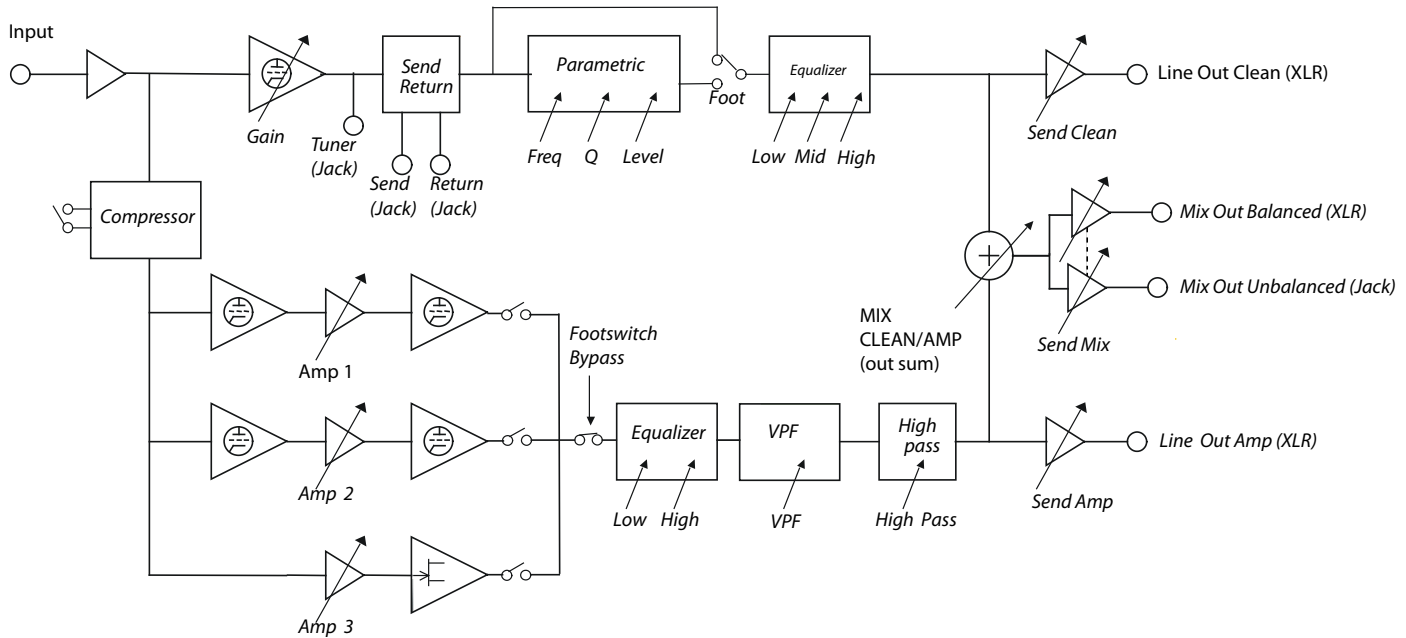 Input
Gain
Tuner
(Jack)
Send
Return
Send
(Jack)
Return
(Jack)
Parametric
Freq
Q
Level
Foot
Equalizer
Low
Mid
High
Send Clean
Line Out Clean (XLR)
Compressor
Mix Out Balanced (XLR)
Mix Out Unbalanced (Jack)
Send Mix
MIX
CLEAN/AMP
(out sum)
Amp 1
Footswitch
Bypass
Amp 2
Equalizer
Low
High
VPF
VPF
High
pass
High Pass
Send Amp
Line Out Amp (XLR)
Amp 3